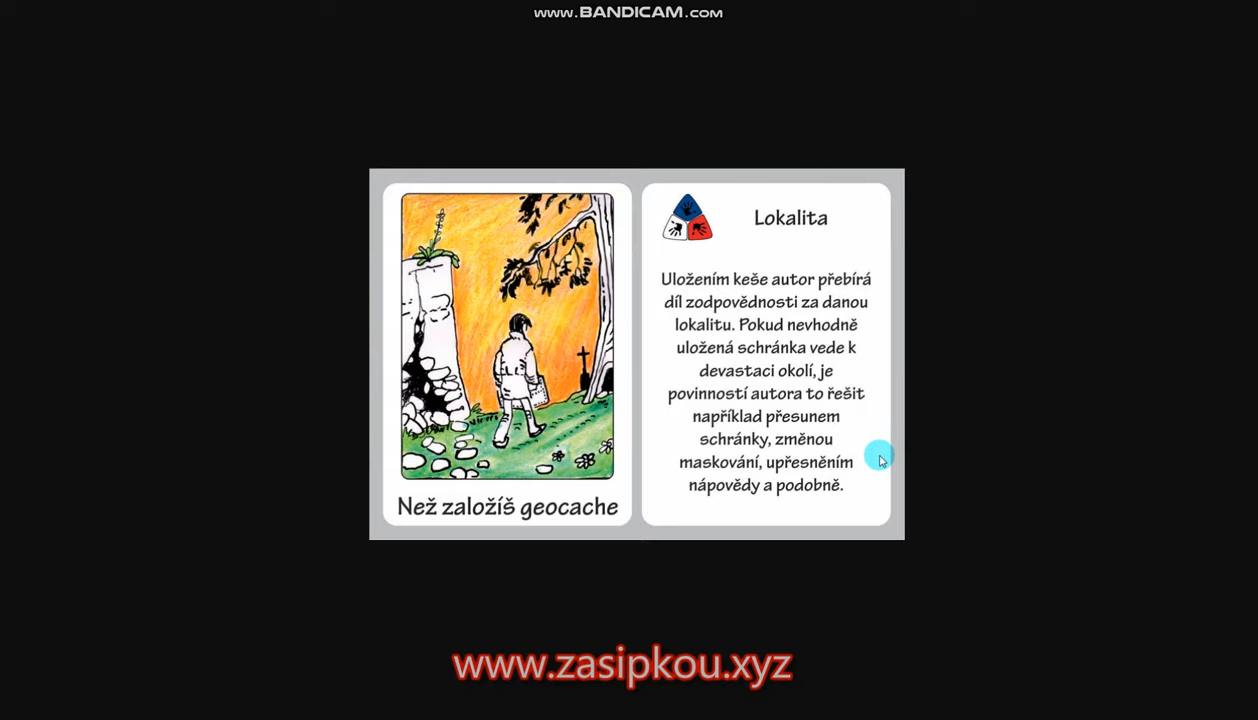 www.BANDICAM.com
Než založíš geocache
Lokalita
Uložením keše autor přebírá
díl zodpovědnosti za danou
lokalitu. Pokud nevhodně
uložená schránka vede k
devastaci okolí, je
povinností autora to řešit
například přesunem
schránky, změnou
maskování, upřesněním
nápovědy a podobně.
www.zasipkou.xyz